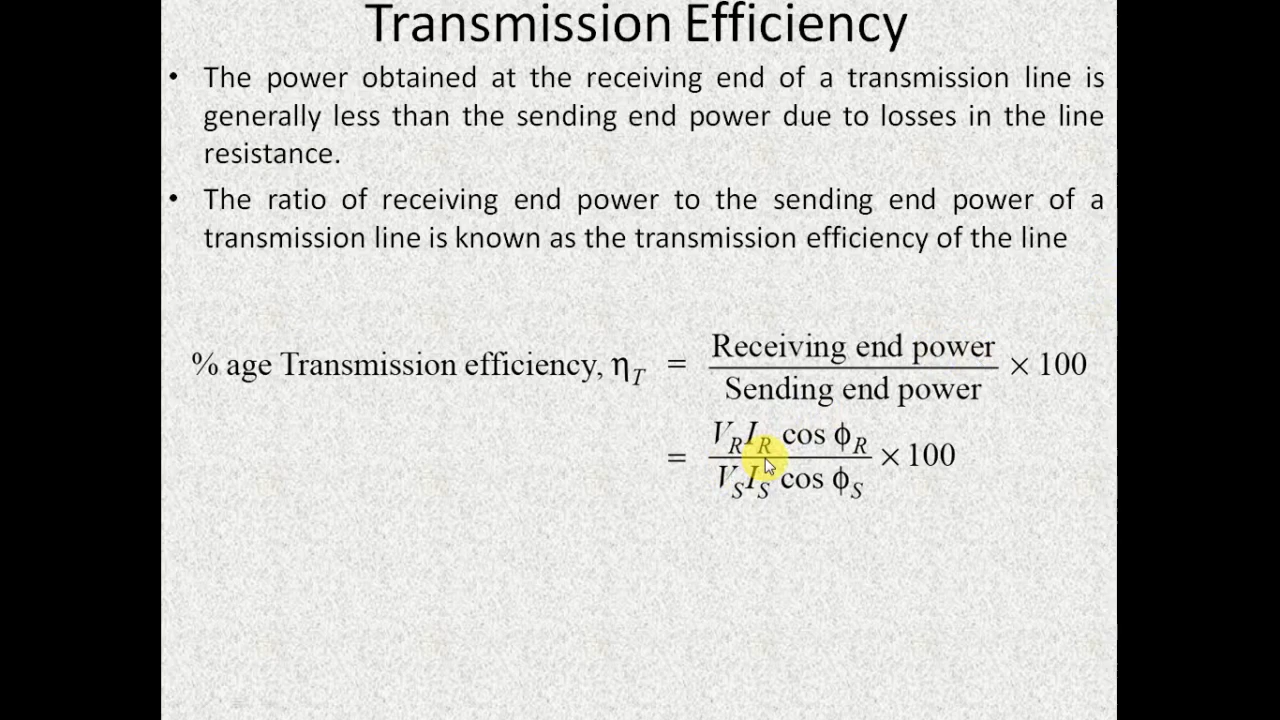 Transmission Efficiency
• The power obtained at the receiving end of a transmission line is
generally less than the sending end power due to losses in the line
resistance.
• The ratio of receiving end power to the sending end power of a
transmission line is known as the transmission efficiency of the line
% age Transmission efficiency, η_T = Receiving end power / Sending end power × 100
= V_R I_R cos ϕ_R / V_S I_S cos ϕ_S × 100